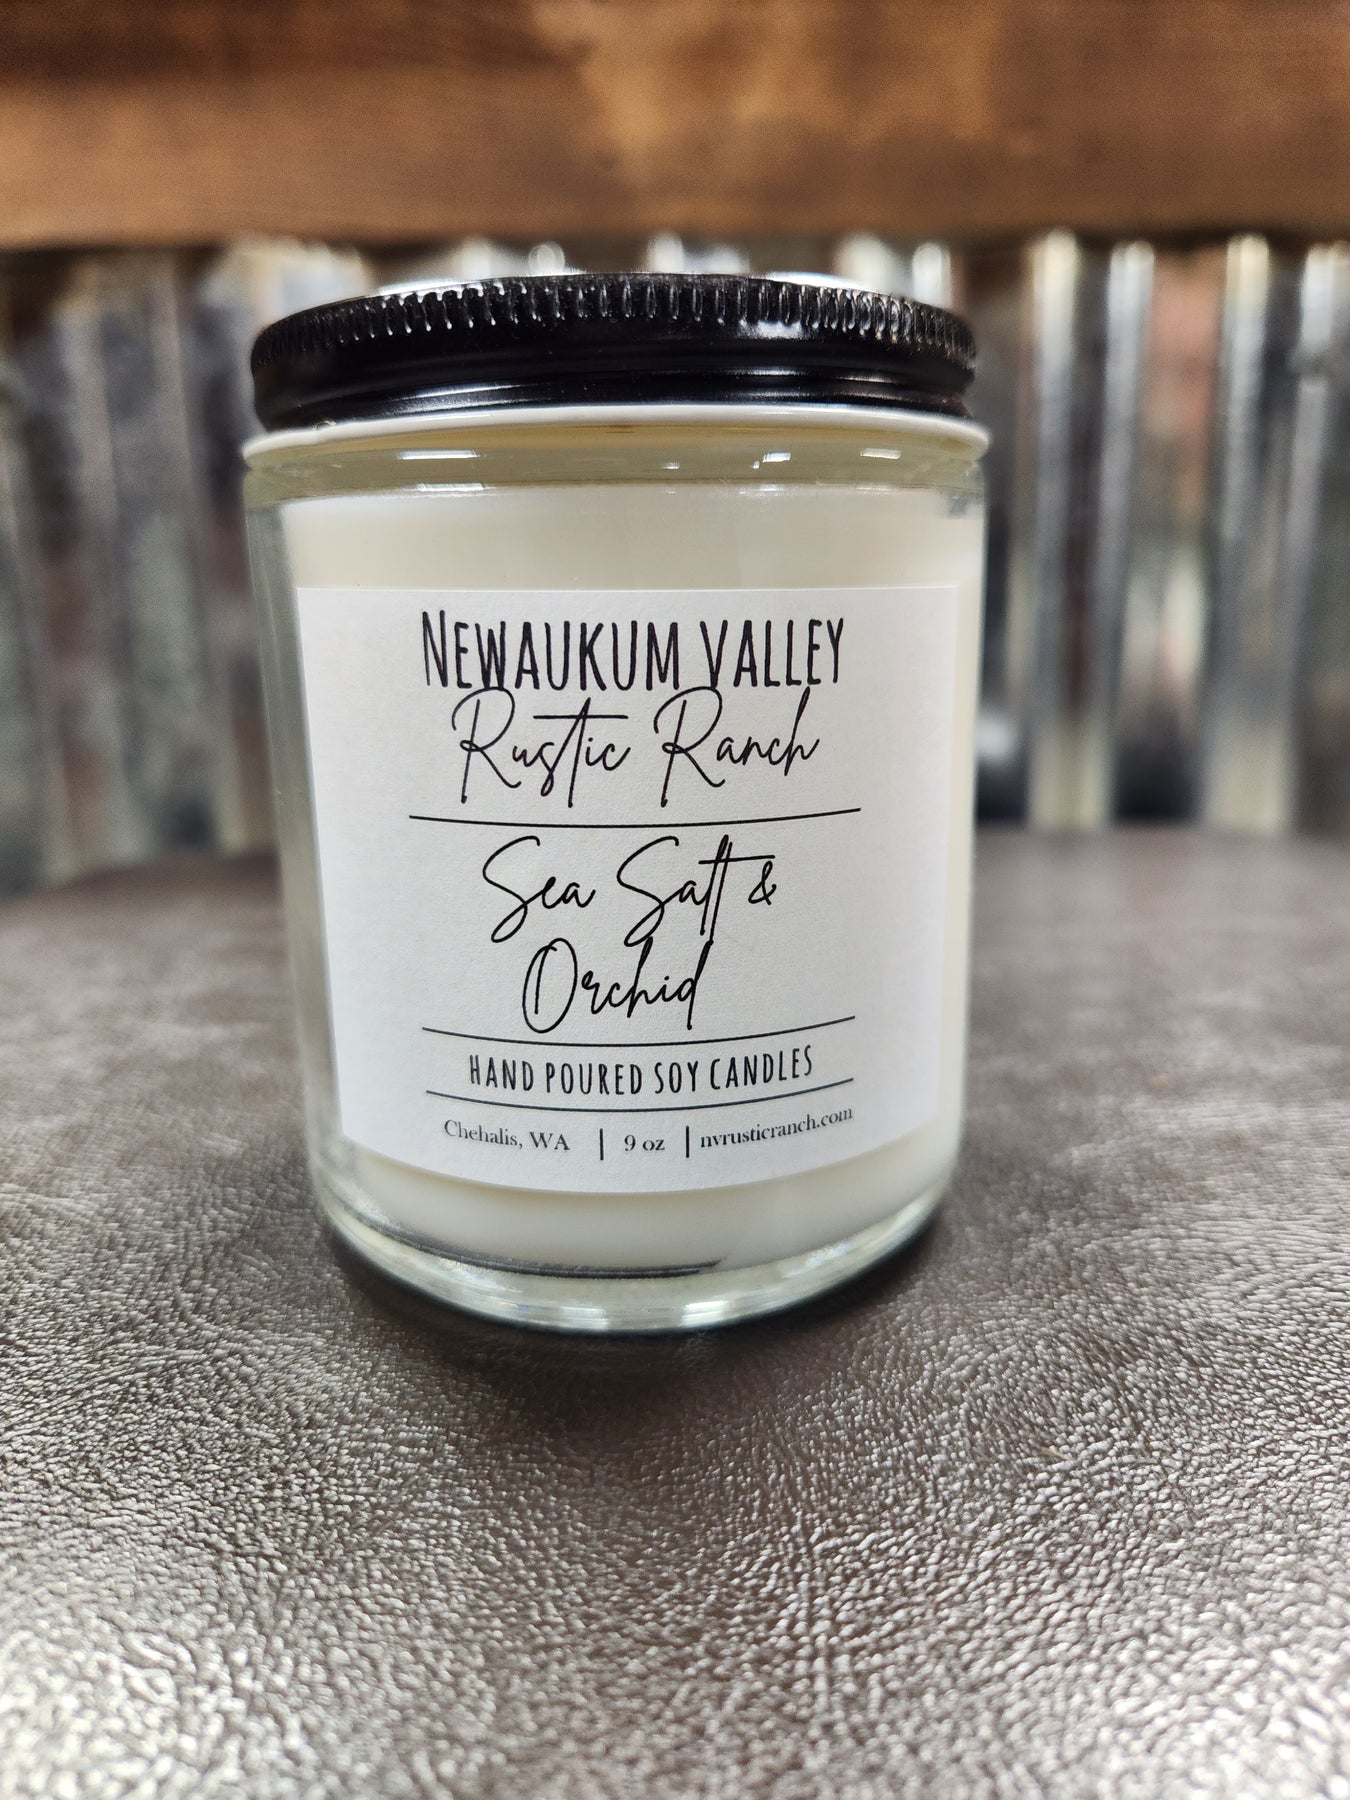 Newaukum Valley
Rustic Ranch
Sea Salt &
Orchid
Hand Poured Soy Candles
Chehalis, WA | 9 oz | nvrusticranch.com